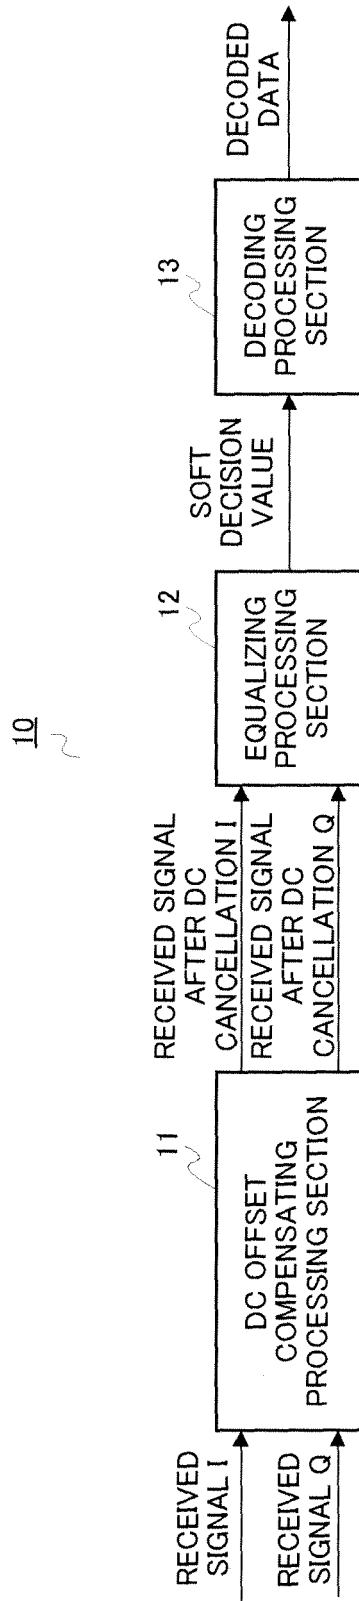 10
RECEIVED
SIGNAL I
RECEIVED
SIGNAL Q
11
DC OFFSET
COMPENSATING
PROCESSING SECTION
RECEIVED SIGNAL
AFTER DC
CANCELLATION I
RECEIVED SIGNAL
AFTER DC
CANCELLATION Q
12
EQUALIZING
PROCESSING
SECTION
SOFT
DECISION
VALUE
13
DECODING
PROCESSING
SECTION
DECODED
DATA